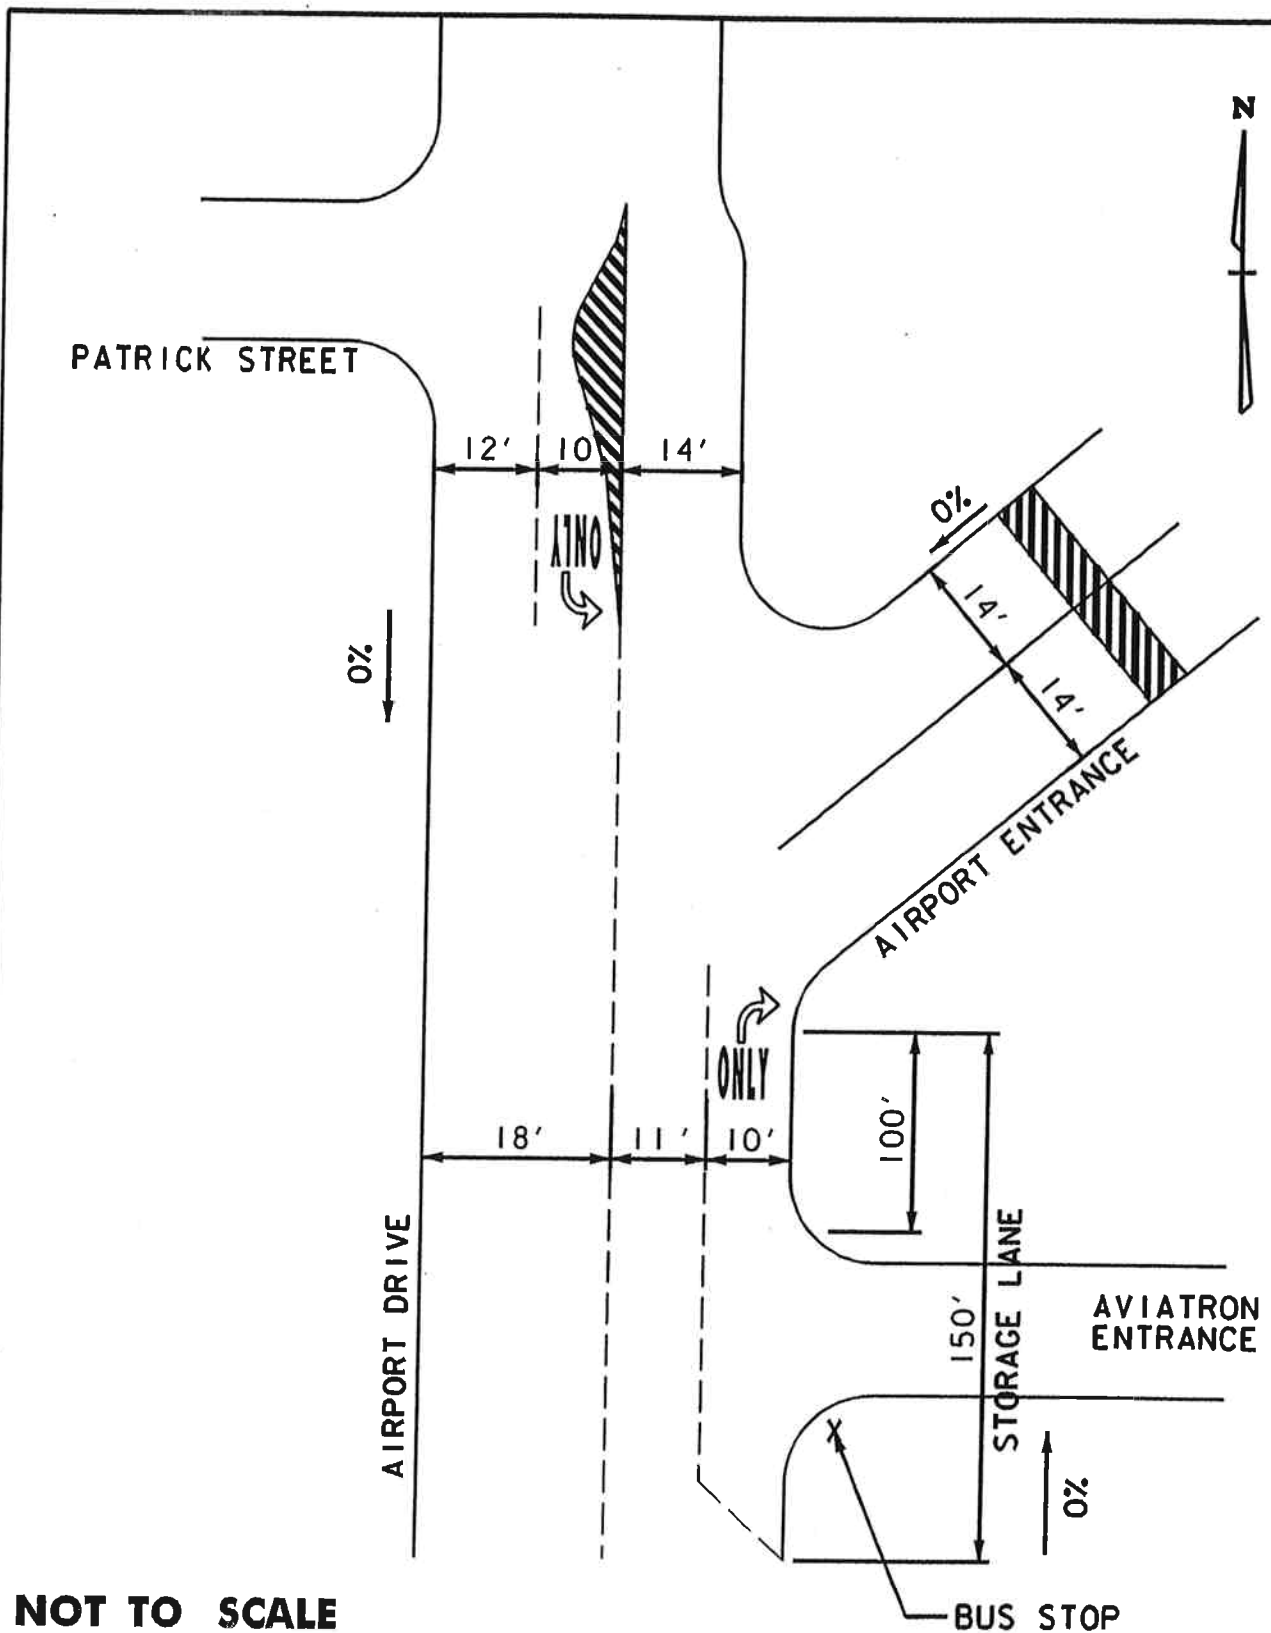 N
PATRICK STREET
12'
10
14'
ONLY
0%
14'
14'
0%
AIRPORT ENTRANCE
ONLY
18'
11'
10'
100'
150'
STORAGE LANE
AIRPORT DRIVE
AVIATRON
ENTRANCE
X
0%
NOT TO SCALE
BUS STOP